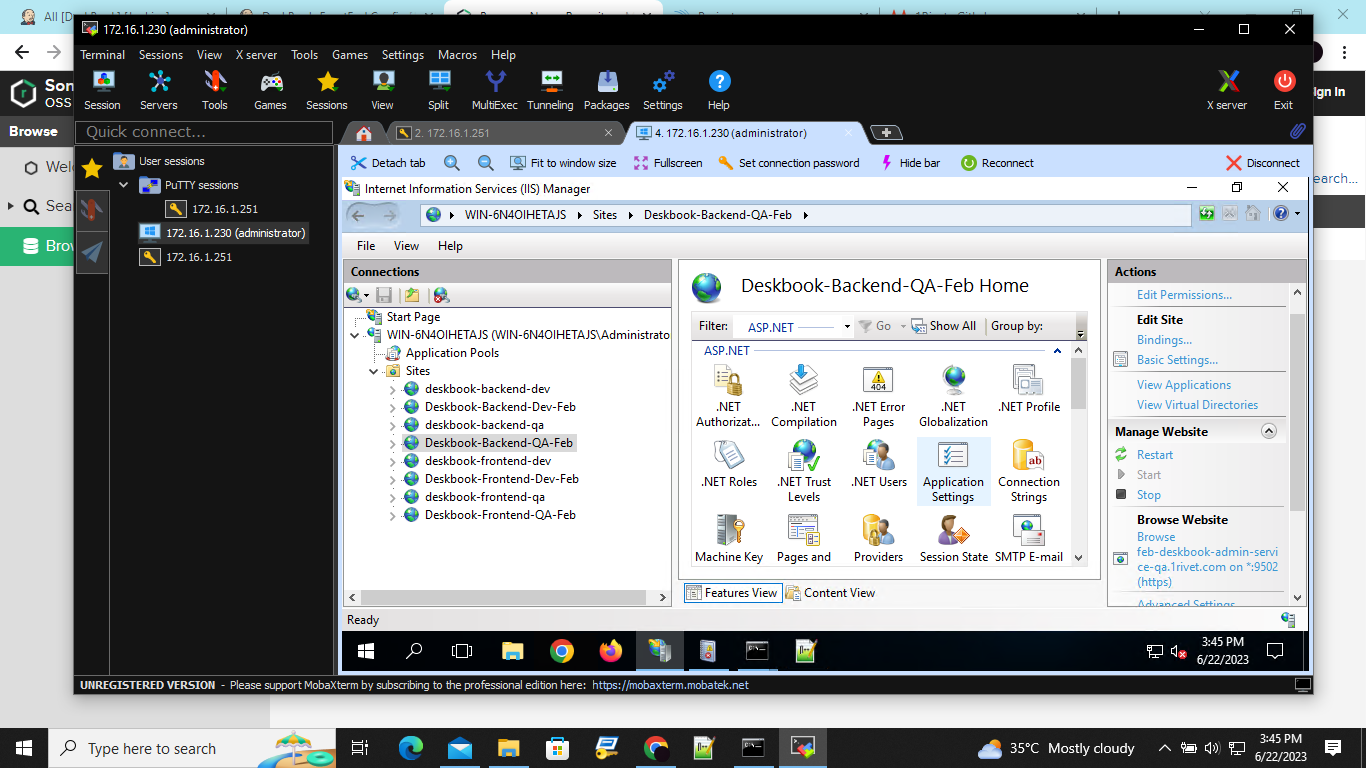 All [
172.16.1.230 (administrator)
Terminal Sessions View X server Tools Games Settings Macros Help
Session Servers Tools Games Sessions View Split MultiExec Tunneling Packages Settings Help X server Exit
Son
OSS
gn In
Browse
Welc
Sea
Brow
earch...
Quick connect...
2. 172.16.1.251
4. 172.16.1.230 (administrator)
Detach tab Fit to window size Fullscreen Set connection password Hide bar Reconnect Disconnect
User sessions
PuTTY sessions
172.16.1.251
172.16.1.230 (administrator)
172.16.1.251
Internet Information Services (IIS) Manager
WIN-6N4OIHETAJS Sites Deskbook-Backend-QA-Feb
File View Help
Connections
Start Page
WIN-6N4OIHETAJS (WIN-6N4OIHETAJS\Administrato
Application Pools
Sites
deskbook-backend-dev
Deskbook-Backend-Dev-Feb
deskbook-backend-qa
Deskbook-Backend-QA-Feb
deskbook-frontend-dev
Deskbook-Frontend-Dev-Feb
deskbook-frontend-qa
Deskbook-Frontend-QA-Feb
Deskbook-Backend-QA-Feb Home
Filter: ASP.NET Go Show All Group by:
ASP.NET
.NET Authorizat...
.NET Compilation
404
.NET Error Pages
.NET Globalization
.NET Profile
.NET Roles
.NET Trust Levels
.NET Users
Application Settings
ab
Connection Strings
Machine Key
Pages and
Providers
Session State
SMTP E-mail
Features View Content View
Actions
Edit Permissions...
Edit Site
Bindings...
Basic Settings...
View Applications
View Virtual Directories
Manage Website
Restart
Start
Stop
Browse Website
Browse
feb-deskbook-admin-servi
ce-qa.1rivet.com on *:9502
(https)
Advanced Settings
Ready
3:45 PM
6/22/2023
UNREGISTERED VERSION - Please support MobaXterm by subscribing to the professional edition here: https://mobaxterm.mobatek.net
Type here to search
35°C Mostly cloudy
3:45 PM
6/22/2023